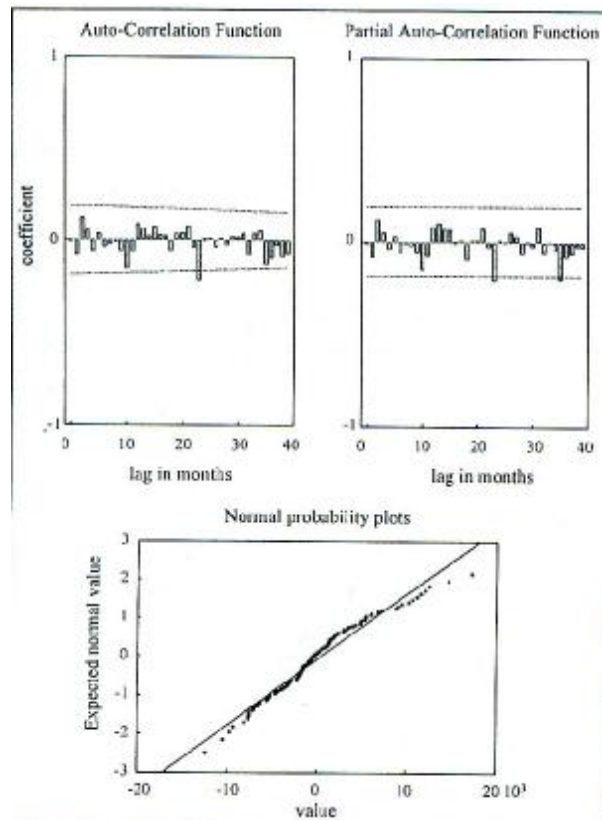 Auto-Correlation Function
Partial Auto-Correlation Function
1
0
-1
coefficient
0 10 20 30 40
lag in months
1
0
-1
0 10 20 30 40
lag in months
Normal probability plots
3
2
1
0
-1
-2
-3
Expected normal value
-20 -10 0 10 20 10³
value